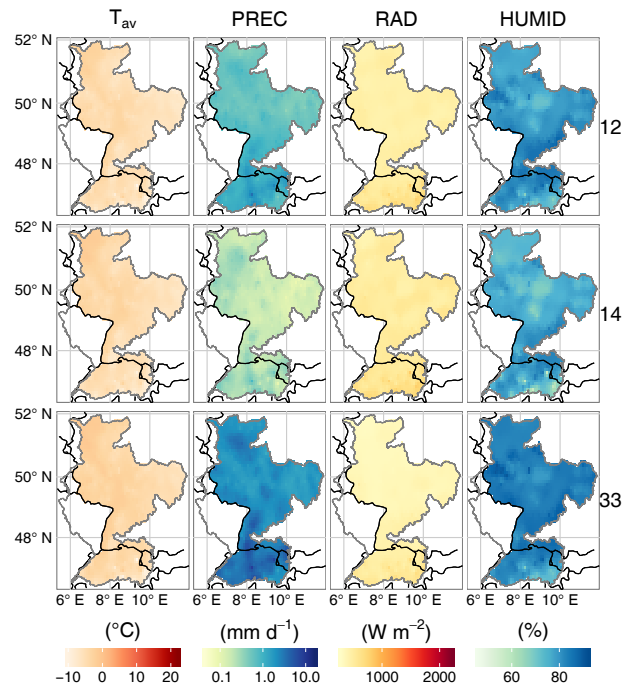 T_av PREC RAD HUMID
52° N
50° N
48° N
12
52° N
50° N
48° N
14
52° N
50° N
48° N
33
6° E 8° E 10° E 6° E 8° E 10° E 6° E 8° E 10° E 6° E 8° E 10° E
(°C) (mm d⁻¹) (W m⁻²) (%)
−10 0 10 20 0.1 1.0 10.0 1000 2000 60 80